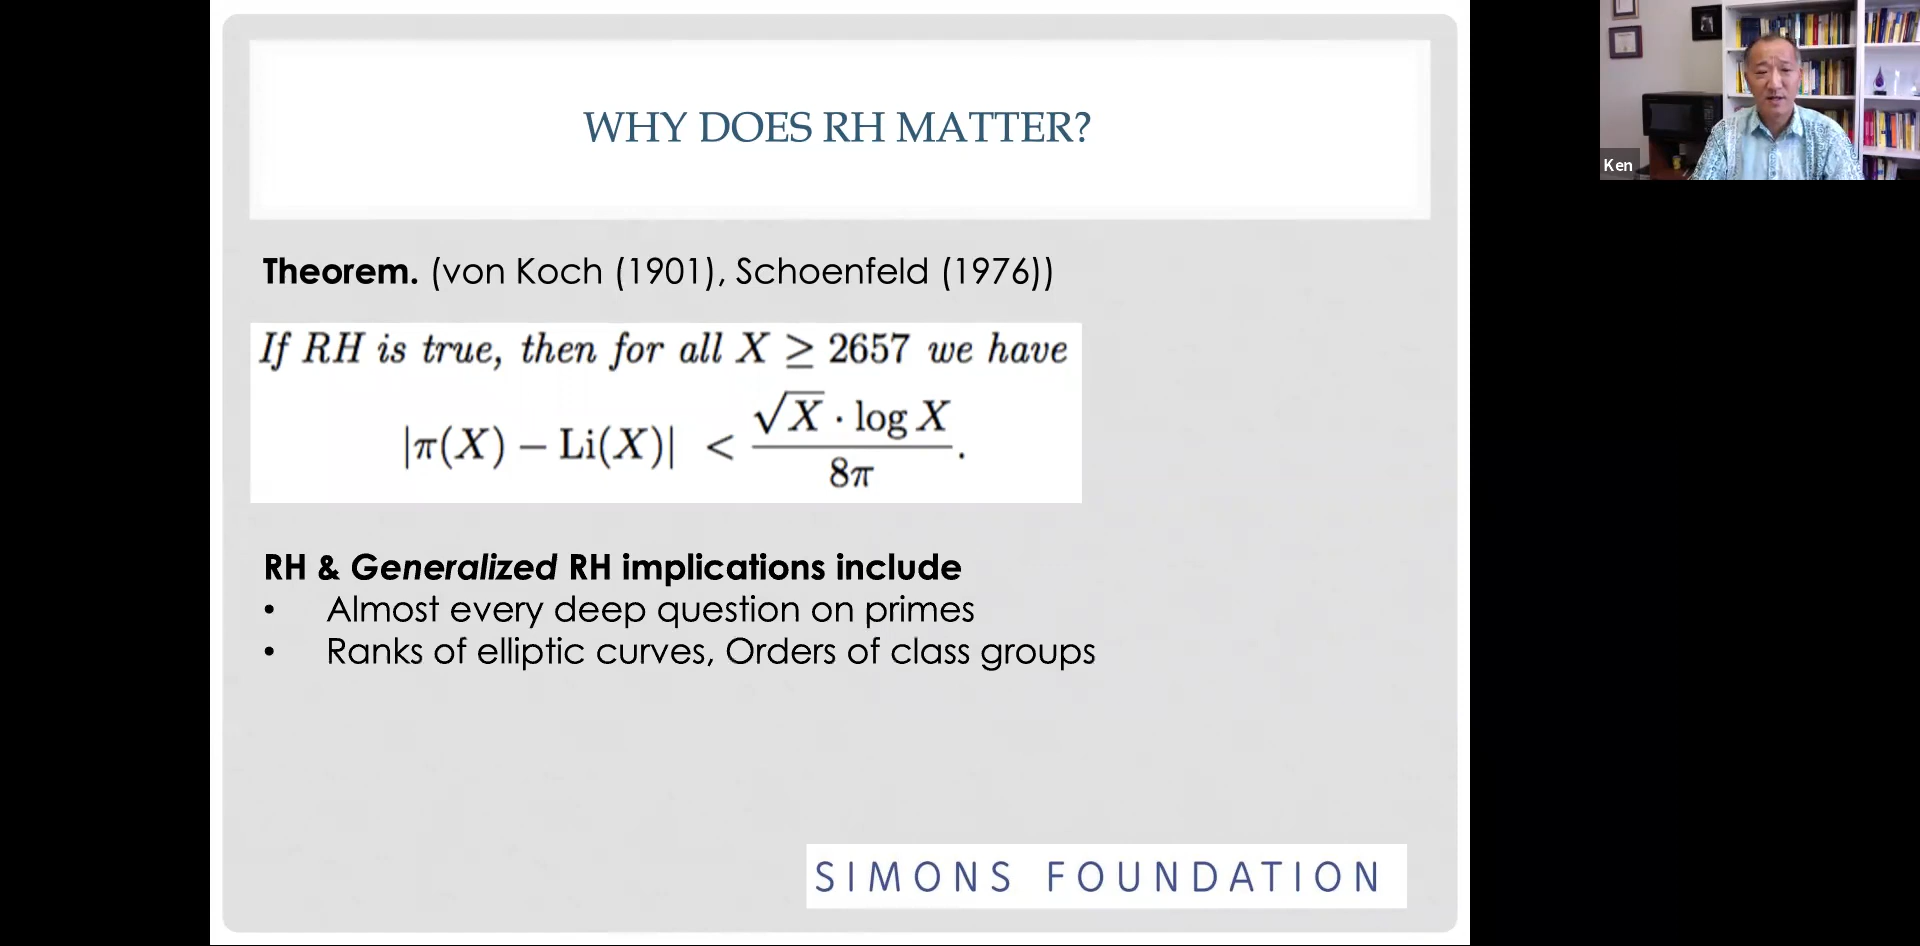 WHY DOES RH MATTER?
Ken
Theorem. (von Koch (1901), Schoenfeld (1976))
If RH is true, then for all X ≥ 2657 we have
|π(X) − Li(X)| < √X · log X / 8π.
RH & Generalized RH implications include
• Almost every deep question on primes
• Ranks of elliptic curves, Orders of class groups
SIMONS FOUNDATION